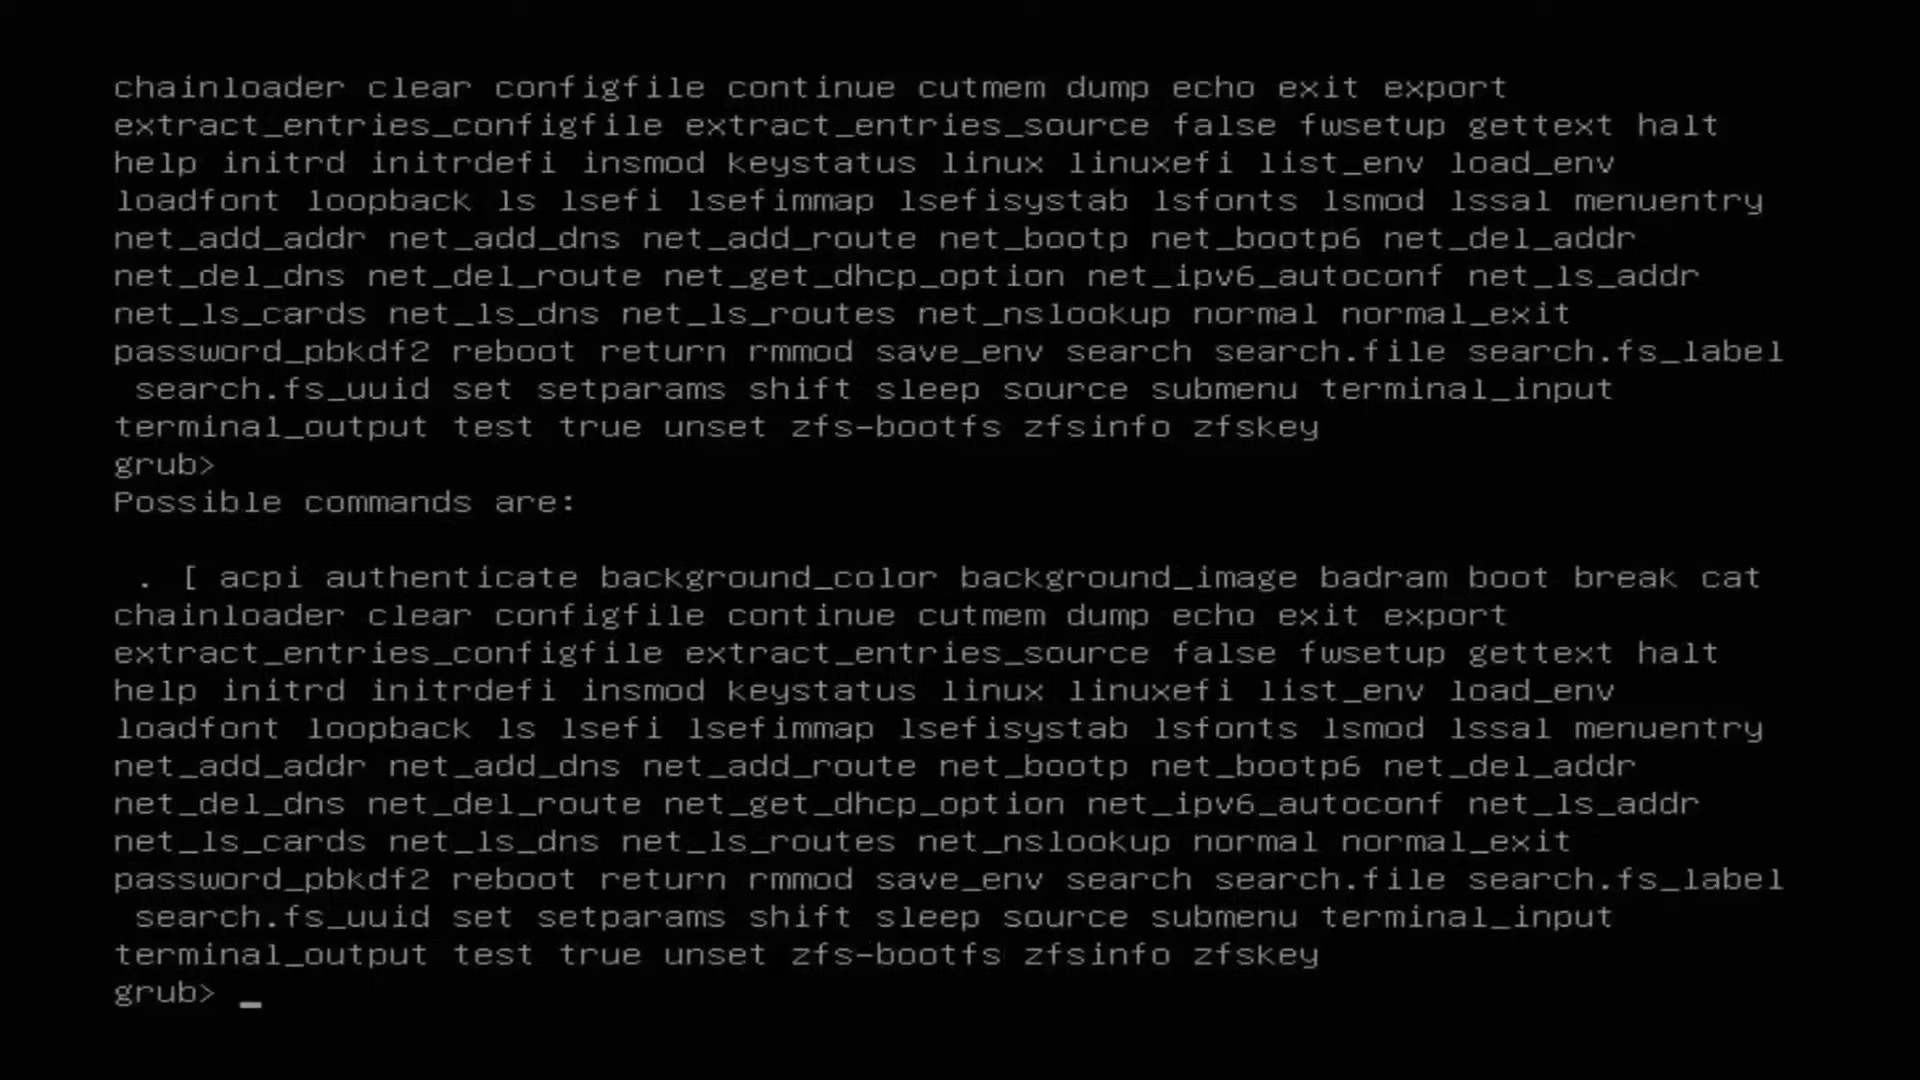 chainloader clear configfile continue cutmem dump echo exit export
extract_entries_configfile extract_entries_source false fwsetup gettext halt
help initrd initrdefi insmod keystatus linux linuxefi list_env load_env
loadfont loopback ls lsefi lsefimmap lsefisystab lsfonts lsmod lssal menuentry
net_add_addr net_add_dns net_add_route net_bootp net_bootp6 net_del_addr
net_del_dns net_del_route net_get_dhcp_option net_ipv6_autoconf net_ls_addr
net_ls_cards net_ls_dns net_ls_routes net_nslookup normal normal_exit
password_pbkdf2 reboot return rmmod save_env search search.file search.fs_label
search.fs_uuid set setparams shift sleep source submenu terminal_input
terminal_output test true unset zfs-bootfs zfsinfo zfskey
grub>
Possible commands are:
. [ acpi authenticate background_color background_image badram boot break cat
chainloader clear configfile continue cutmem dump echo exit export
extract_entries_configfile extract_entries_source false fwsetup gettext halt
help initrd initrdefi insmod keystatus linux linuxefi list_env load_env
loadfont loopback ls lsefi lsefimmap lsefisystab lsfonts lsmod lssal menuentry
net_add_addr net_add_dns net_add_route net_bootp net_bootp6 net_del_addr
net_del_dns net_del_route net_get_dhcp_option net_ipv6_autoconf net_ls_addr
net_ls_cards net_ls_dns net_ls_routes net_nslookup normal normal_exit
password_pbkdf2 reboot return rmmod save_env search search.file search.fs_label
search.fs_uuid set setparams shift sleep source submenu terminal_input
terminal_output test true unset zfs-bootfs zfsinfo zfskey
grub> _